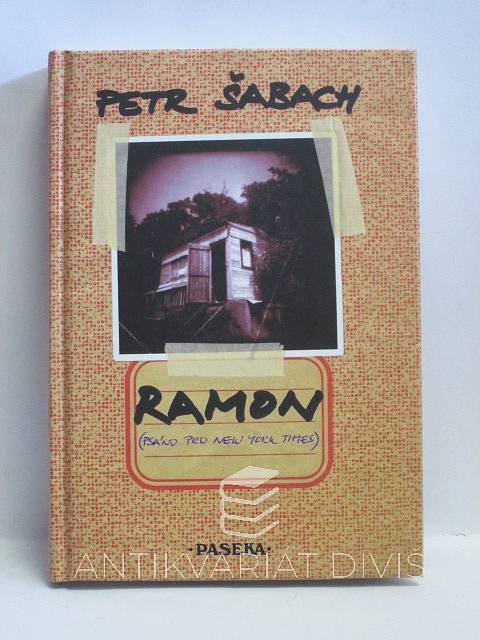 PETR ŠABACH
RAMON
(PSÁNO PRO NEW YORK TIMES)
·PASEKA·
ANTIKVARIÁT DIVIŠ